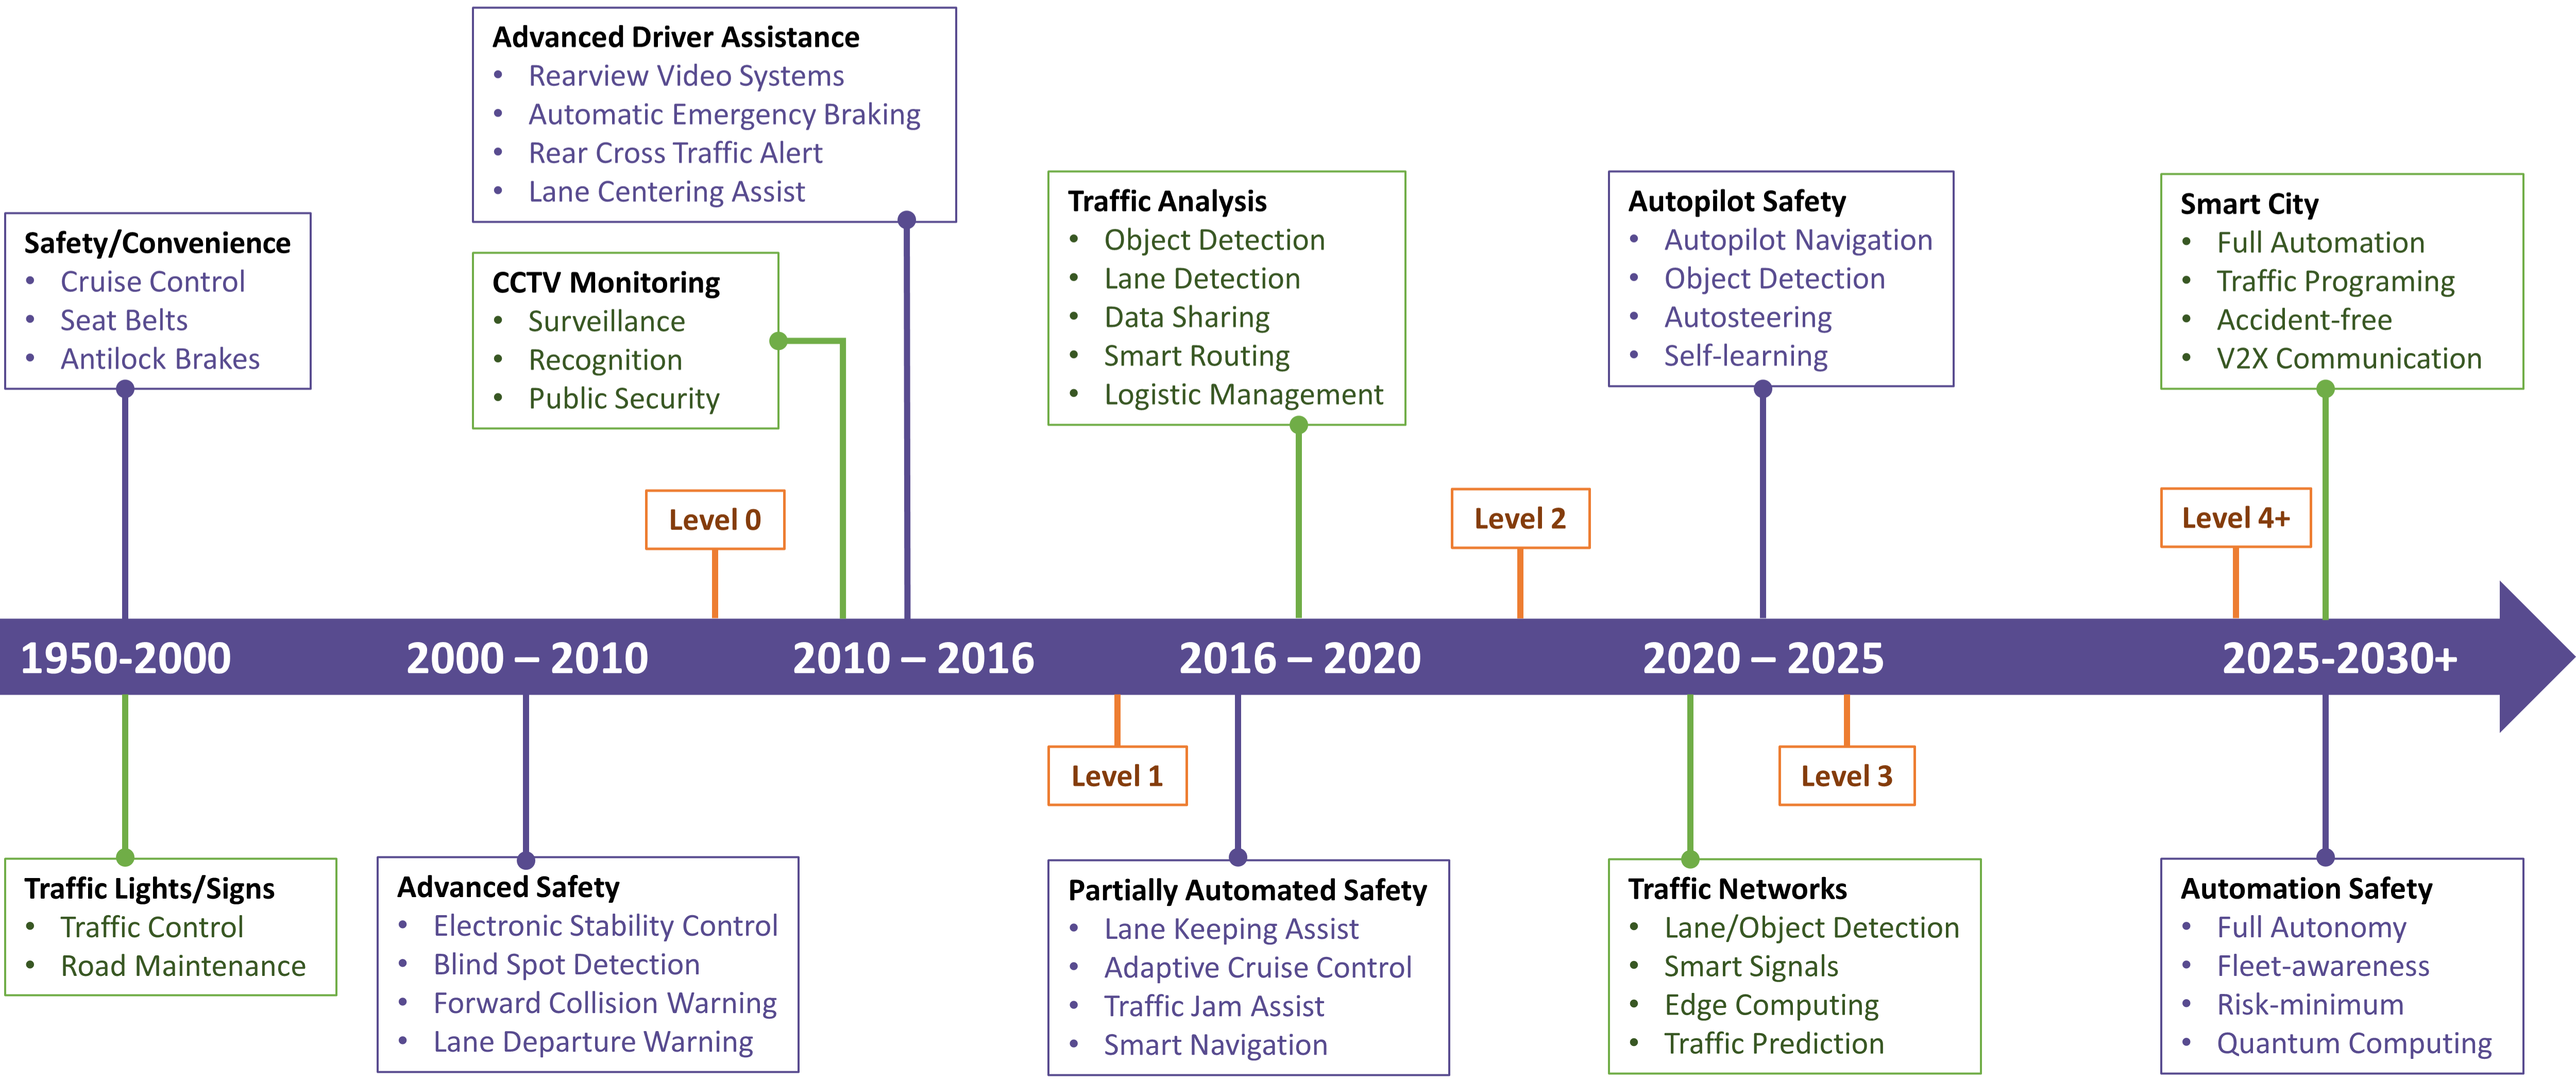 Advanced Driver Assistance
• Rearview Video Systems
• Automatic Emergency Braking
• Rear Cross Traffic Alert
• Lane Centering Assist
Safety/Convenience
• Cruise Control
• Seat Belts
• Antilock Brakes
CCTV Monitoring
• Surveillance
• Recognition
• Public Security
Traffic Analysis
• Object Detection
• Lane Detection
• Data Sharing
• Smart Routing
• Logistic Management
Autopilot Safety
• Autopilot Navigation
• Object Detection
• Autosteering
• Self-learning
Smart City
• Full Automation
• Traffic Programing
• Accident-free
• V2X Communication
Level 0
Level 2
Level 4+
1950-2000
2000 – 2010
2010 – 2016
2016 – 2020
2020 – 2025
2025-2030+
Level 1
Level 3
Traffic Lights/Signs
• Traffic Control
• Road Maintenance
Advanced Safety
• Electronic Stability Control
• Blind Spot Detection
• Forward Collision Warning
• Lane Departure Warning
Partially Automated Safety
• Lane Keeping Assist
• Adaptive Cruise Control
• Traffic Jam Assist
• Smart Navigation
Traffic Networks
• Lane/Object Detection
• Smart Signals
• Edge Computing
• Traffic Prediction
Automation Safety
• Full Autonomy
• Fleet-awareness
• Risk-minimum
• Quantum Computing